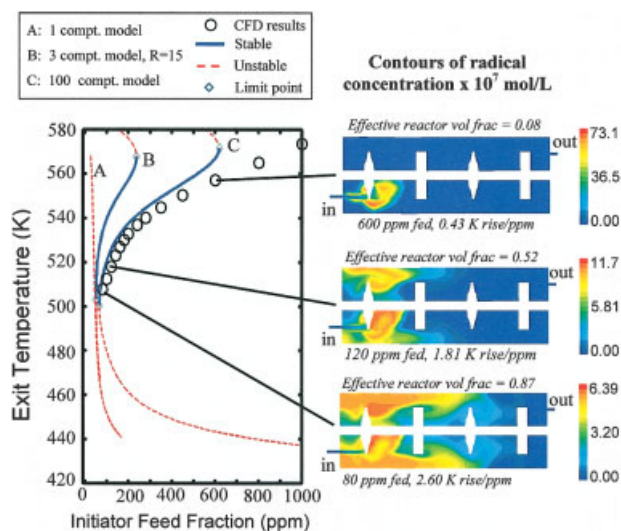 A: 1 compt. model
B: 3 compt. model, R=15
C: 100 compt. model
CFD results
Stable
Unstable
Limit point
Contours of radical
concentration x 10⁷ mol/L
Exit Temperature (K)
580
560
540
520
500
480
460
440
420
A
B
C
0
200
400
600
800
1000
Initiator Feed Fraction (ppm)
Effective reactor vol frac = 0.08
out
in
600 ppm fed, 0.43 K rise/ppm
73.1
36.5
0.00
Effective reactor vol frac = 0.52
out
in
120 ppm fed, 1.81 K rise/ppm
11.7
5.81
0.00
Effective reactor vol frac = 0.87
out
in
80 ppm fed, 2.60 K rise/ppm
6.39
3.20
0.00